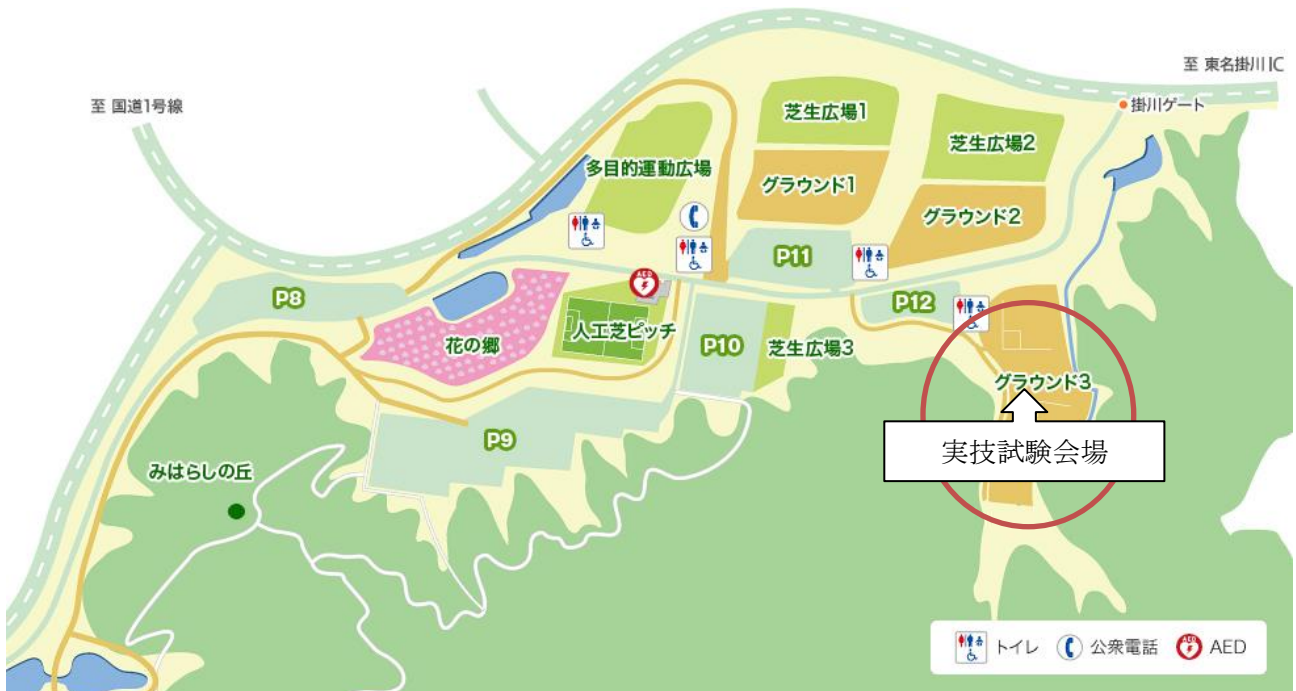 至 東名掛川IC
至 国道1号線
掛川ゲート
芝生広場1
芝生広場2
多目的運動広場
グラウンド1
グラウンド2
P11
P8
P12
人工芝ピッチ
花の郷
P10
芝生広場3
グラウンド3
P9
実技試験会場
みはらしの丘
トイレ 公衆電話 AED